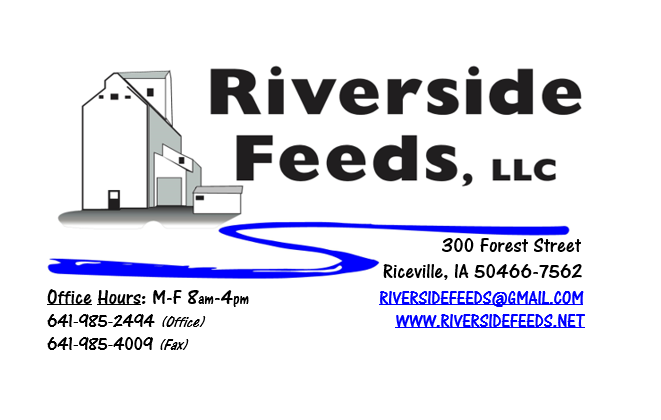 Riverside
Feeds, LLC
300 Forest Street
Riceville, IA 50466-7562
Office Hours: M-F 8am-4pm
RIVERSIDEFEEDS@GMAIL.COM
641-985-2494 (Office)
WWW.RIVERSIDEFEEDS.NET
641-985-4009 (Fax)